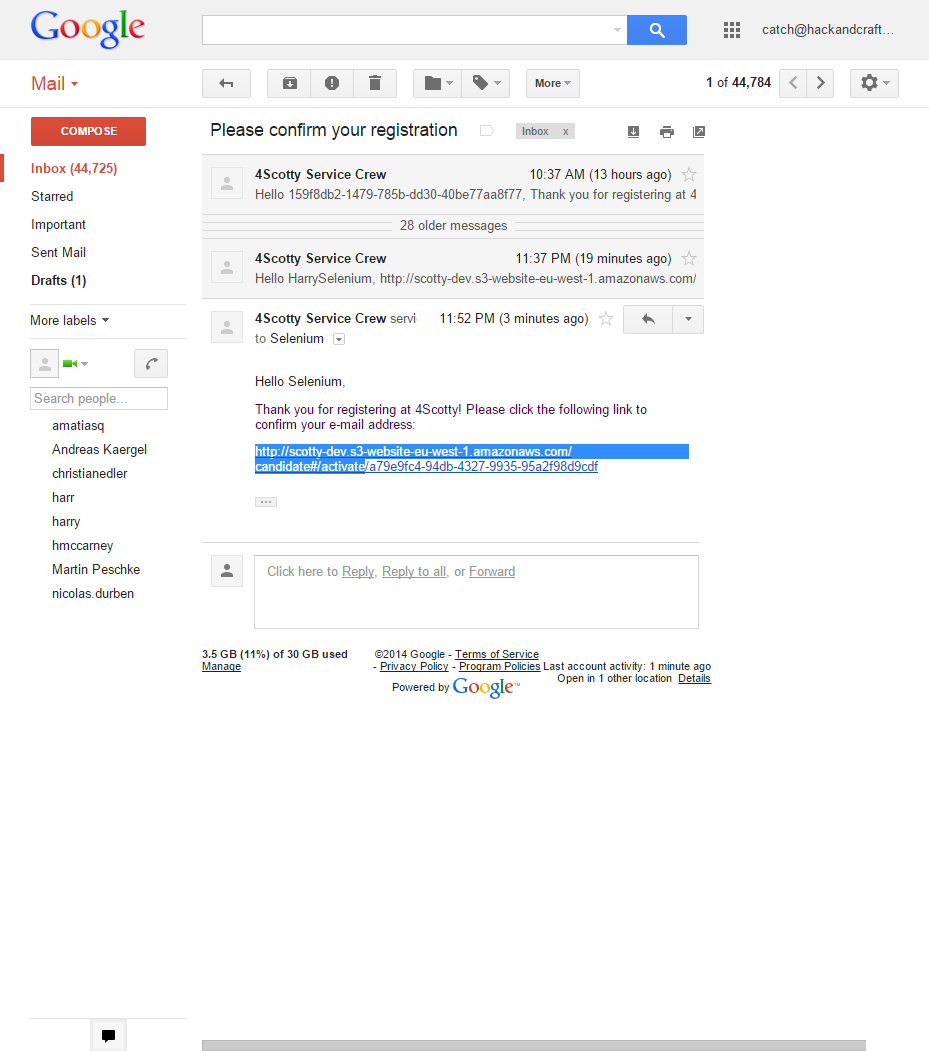 Google
catch@hackandcraft...
Mail
More
1 of 44,784
COMPOSE
Inbox (44,725)
Starred
Important
Sent Mail
Drafts (1)
More labels
Search people...
amatiasq
Andreas Kaergel
christianedler
harr
harry
hmccarney
Martin Peschke
nicolas.durben
Please confirm your registration
Inbox x
4Scotty Service Crew 10:37 AM (13 hours ago)
Hello 159f8db2-1479-785b-dd30-40be77aa8f77, Thank you for registering at 4
28 older messages
4Scotty Service Crew 11:37 PM (19 minutes ago)
Hello HarrySelenium, http://scotty-dev.s3-website-eu-west-1.amazonaws.com/
4Scotty Service Crew servi 11:52 PM (3 minutes ago)
to Selenium
Hello Selenium,
Thank you for registering at 4Scotty! Please click the following link to
confirm your e-mail address:
http://scotty-dev.s3-website-eu-west-1.amazonaws.com/
candidate#/activate/a79e9fc4-94db-4327-9935-95a2f98d9cdf
Click here to Reply, Reply to all, or Forward
3.5 GB (11%) of 30 GB used
Manage
©2014 Google - Terms of Service
- Privacy Policy - Program Policies
Powered by Google™
Last account activity: 1 minute ago
Open in 1 other location Details